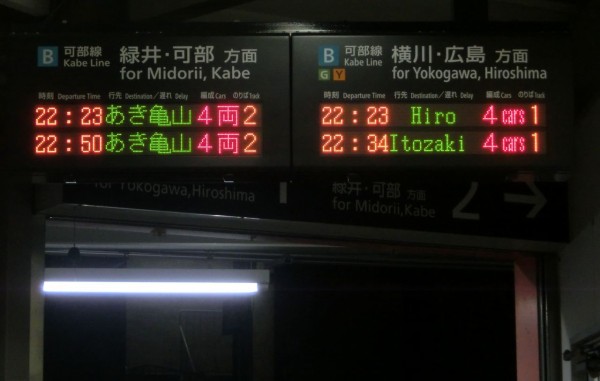 B 可部線 緑井・可部 方面
Kabe Line for Midorii, Kabe
時刻 Departure Time 行先 Destination/遅れ Delay 編成 Cars のりば Track
22:23 あき亀山 4両 2
22:50 あき亀山 4両 2
B 可部線 横川・広島 方面
G Y Kabe Line for Yokogawa, Hiroshima
時刻 Departure Time 行先 Destination/遅れ Delay 編成 Cars のりば Track
22:23 Hiro 4 cars 1
22:34 Itozaki 4 cars 1
for Yokogawa,Hiroshima
緑井・可部 方面
for Midorii,Kabe
2 →